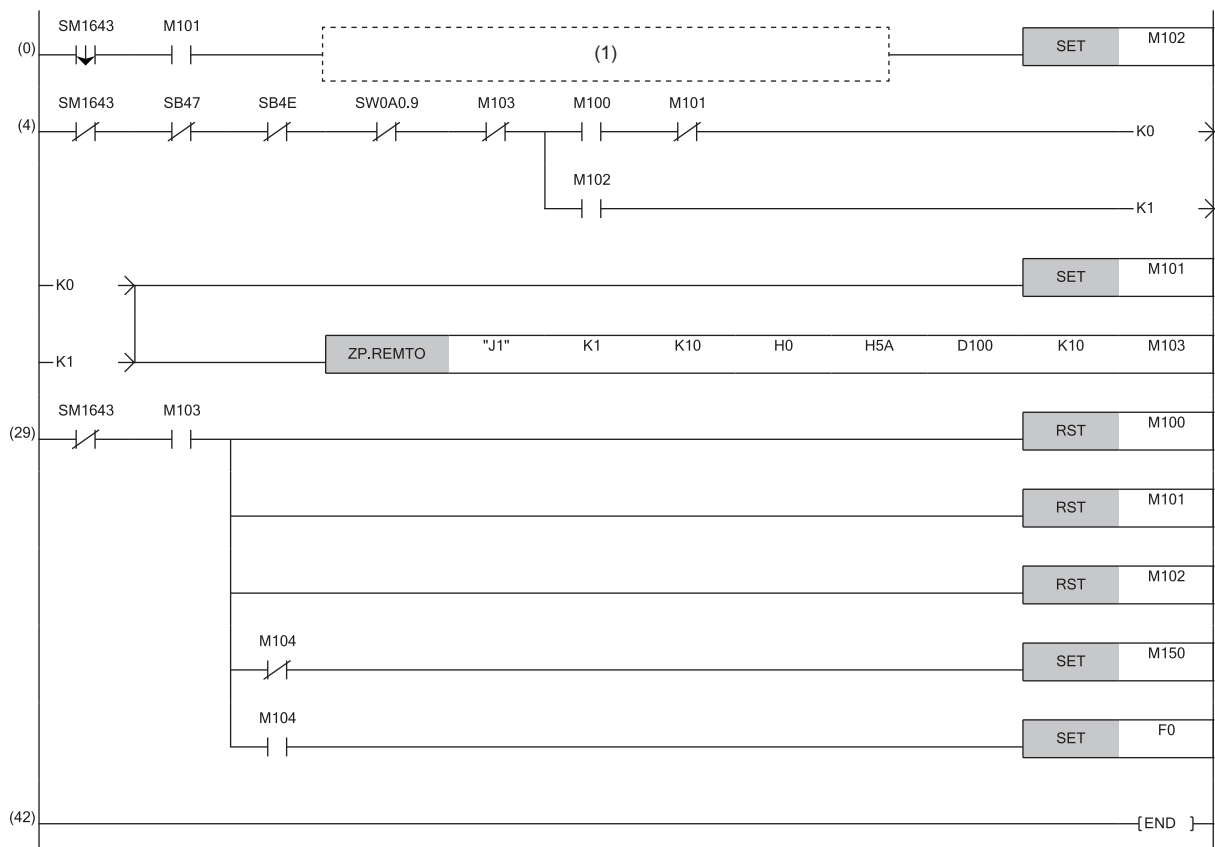 SM1643 M101
(0) (1) SET M102
SM1643 SB47 SB4E SW0A0.9 M103 M100 M101
(4) K0
M102
K1
K0 SET M101
K1 ZP.REMTO "J1" K1 K10 H0 H5A D100 K10 M103
SM1643 M103
(29) RST M100
RST M101
RST M102
M104
SET M150
M104
SET F0
(42) [END ]